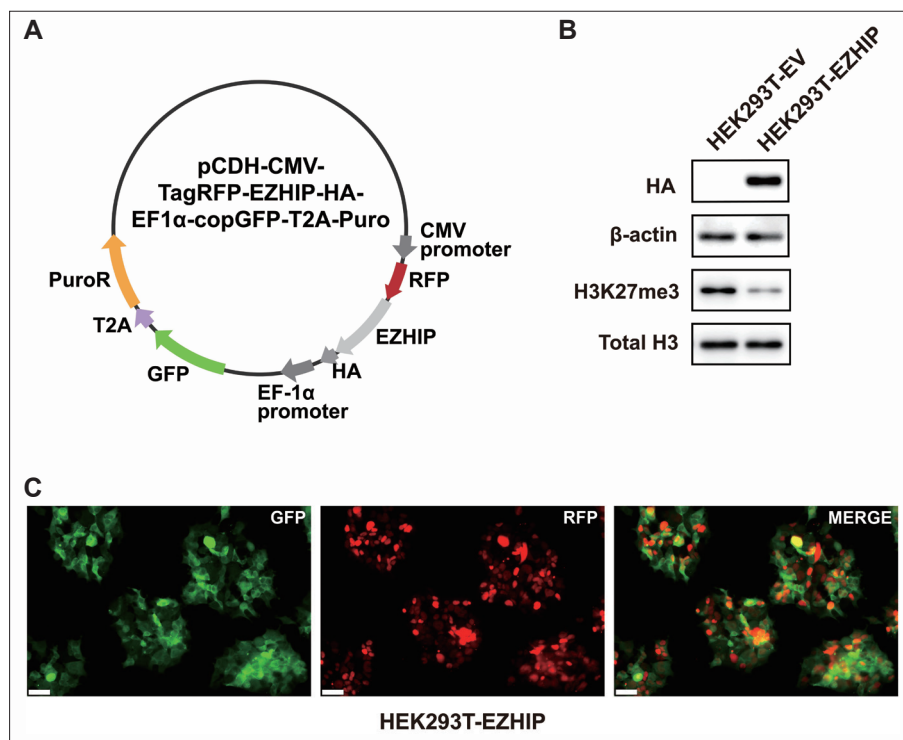 A
pCDH-CMV-
TagRFP-EZHIP-HA-
EF1α-copGFP-T2A-Puro
CMV
promoter
RFP
EZHIP
HA
EF-1α
promoter
GFP
T2A
PuroR
B
HEK293T-EV
HEK293T-EZHIP
HA
β-actin
H3K27me3
Total H3
C
GFP
RFP
MERGE
HEK293T-EZHIP